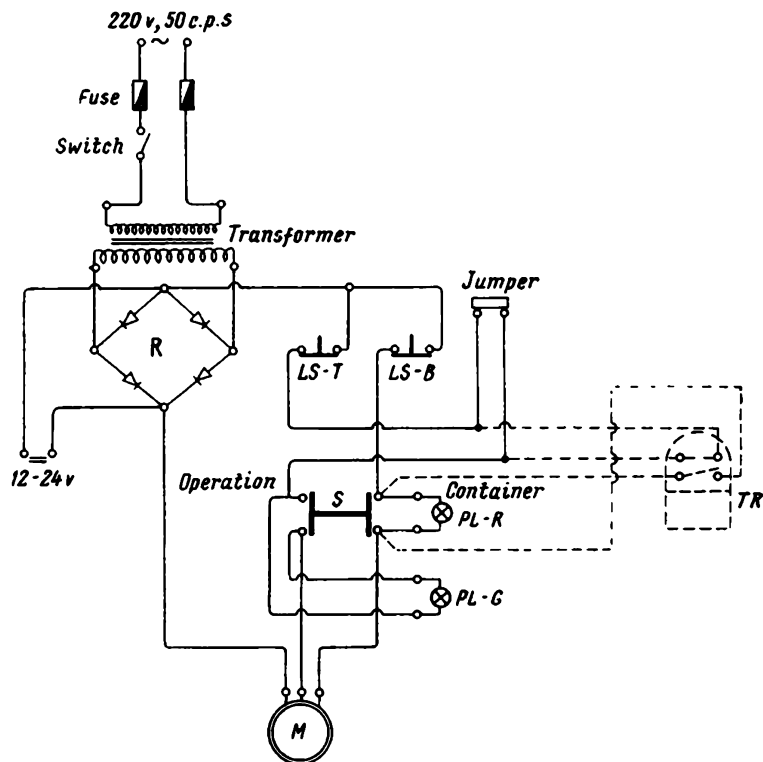 220 v, 50 c.p.s
~
Fuse
Switch
Transformer
Jumper
R
LS-T
LS-B
12-24 v
Operation
S
Container
PL-R
TR
PL-G
M